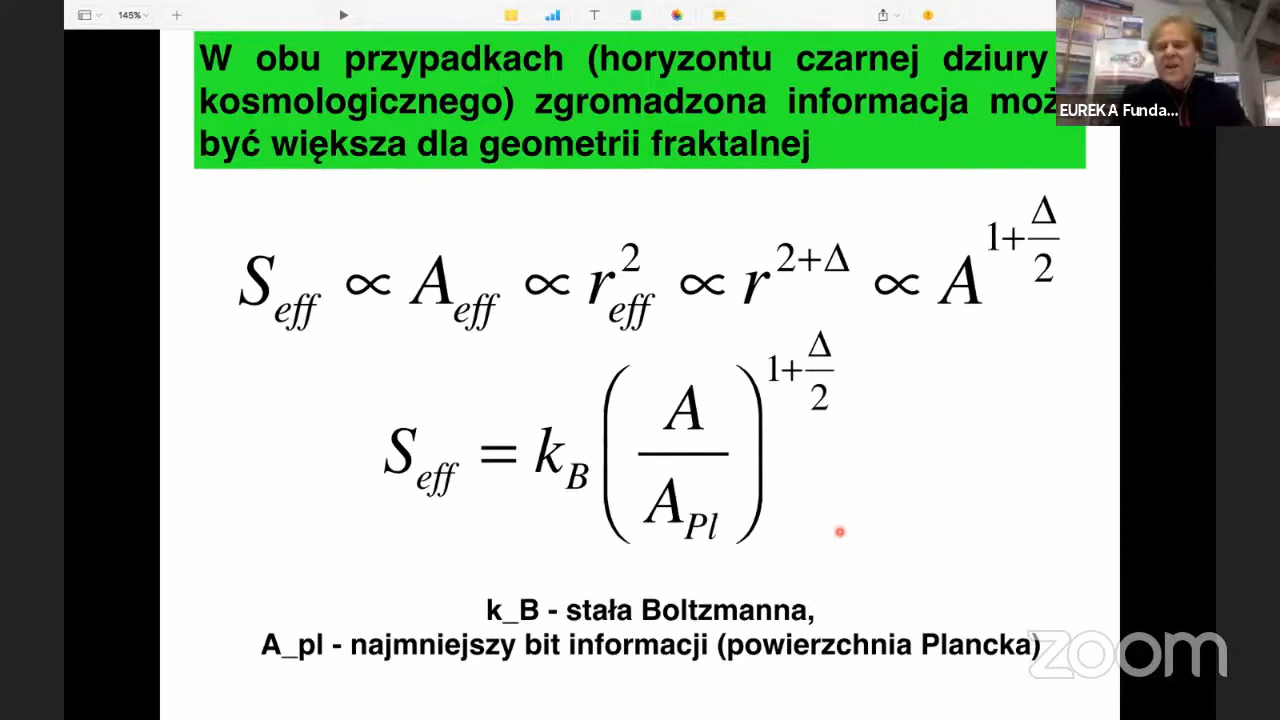 145%
W obu przypadkach (horyzontu czarnej dziury
kosmologicznego) zgromadzona informacja moż
być większa dla geometrii fraktalnej
S_eff ∝ A_eff ∝ r_eff^2 ∝ r^{2+Δ} ∝ A^{1+Δ/2}
S_eff = k_B (A / A_Pl)^{1+Δ/2}
k_B - stała Boltzmanna,
A_pl - najmniejszy bit informacji (powierzchnia Plancka)
EUREKA Funda...
zoom